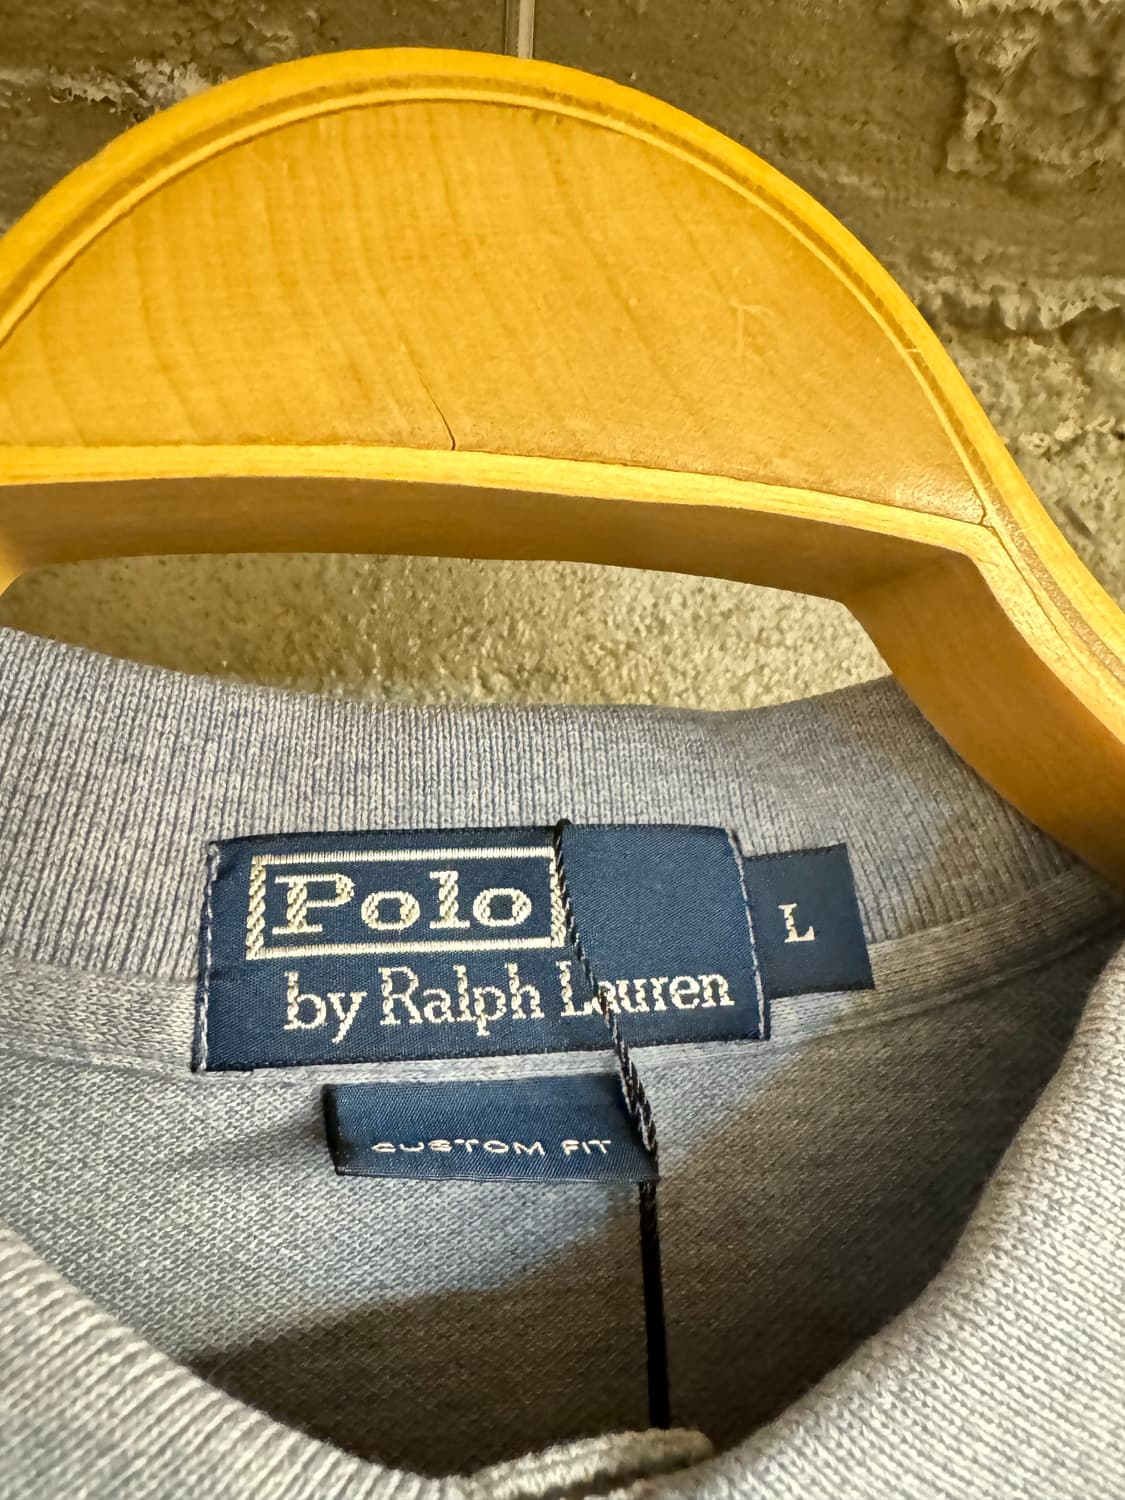 Polo
by Ralph Lauren
L
CUSTOM FIT